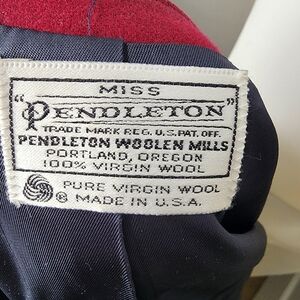 MISS
"PENDLETON"
TRADE MARK REG. U.S. PAT. OFF.
PENDLETON WOOLEN MILLS
PORTLAND, OREGON
100% VIRGIN WOOL
PURE VIRGIN WOOL
® MADE IN U.S.A.